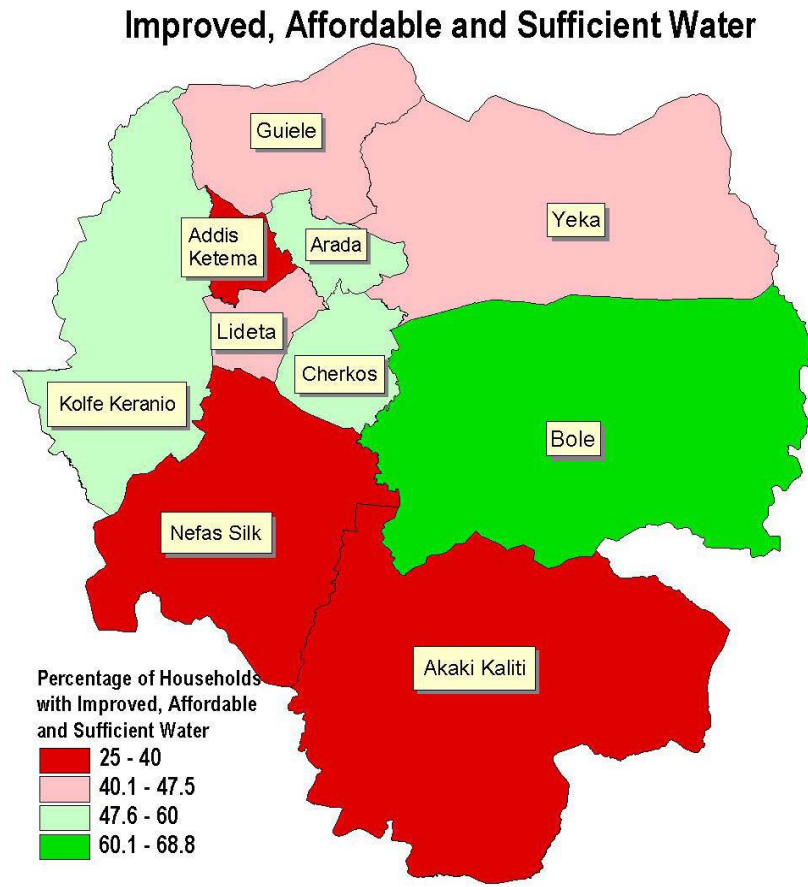 Improved, Affordable and Sufficient Water
Guiele
Yeka
Addis
Ketema
Arada
Lideta
Cherkos
Kolfe Keranio
Bole
Nefas Silk
Akaki Kaliti
Percentage of Households
with Improved, Affordable
and Sufficient Water
25 - 40
40.1 - 47.5
47.6 - 60
60.1 - 68.8